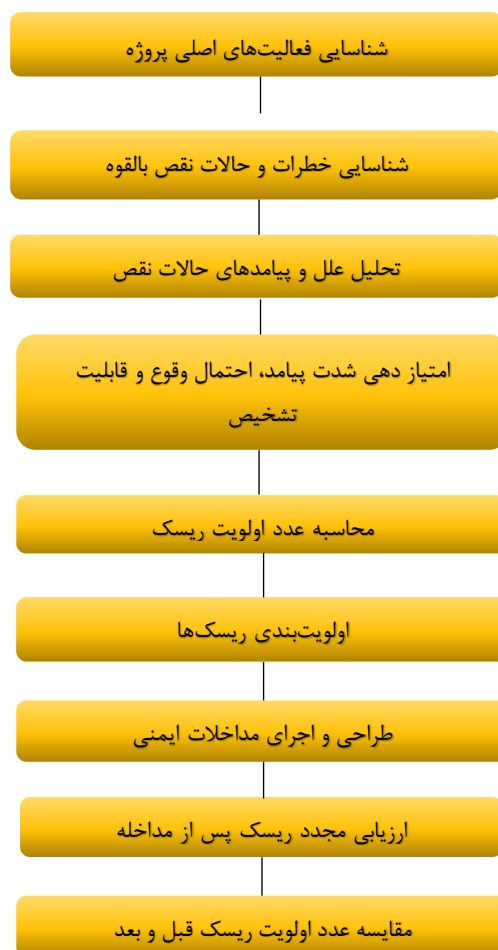 شناسایی فعالیت‌های اصلی پروژه
شناسایی خطرات و حالات نقص بالقوه
تحلیل علل و پیامدهای حالات نقص
امتیاز دهی شدت پیامد، احتمال وقوع و قابلیت
تشخیص
محاسبه عدد اولویت ریسک
اولویت‌بندی ریسک‌ها
طراحی و اجرای مداخلات ایمنی
ارزیابی مجدد ریسک پس از مداخله
مقایسه عدد اولویت ریسک قبل و بعد